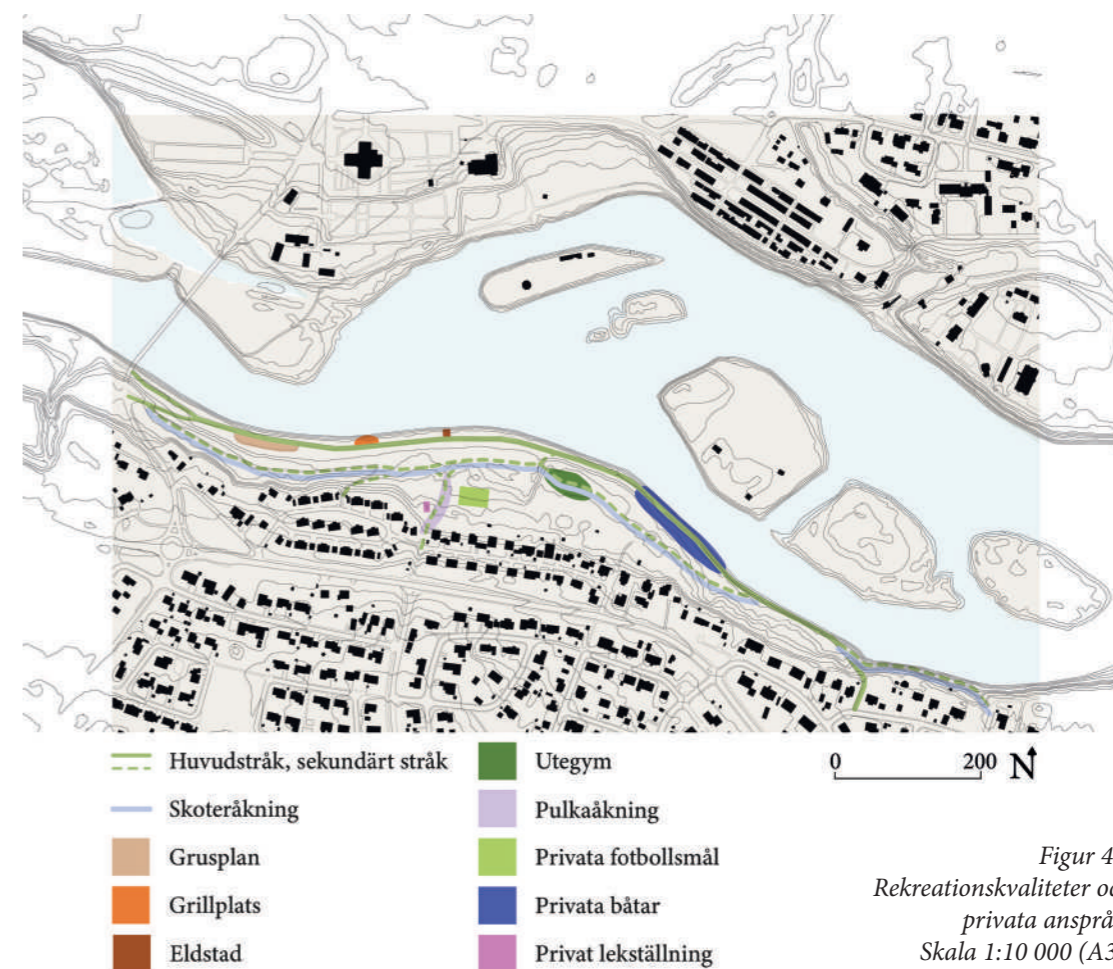 Huvudstråk, sekundärt stråk
Skoteråkning
Grusplan
Grillplats
Eldstad
Utegym
Pulkaåkning
Privata fotbollsmål
Privata båtar
Privat lekställning
0 200 N
Figur 4
Rekreationskvaliteter oc
privata ansprå
Skala 1:10 000 (A3